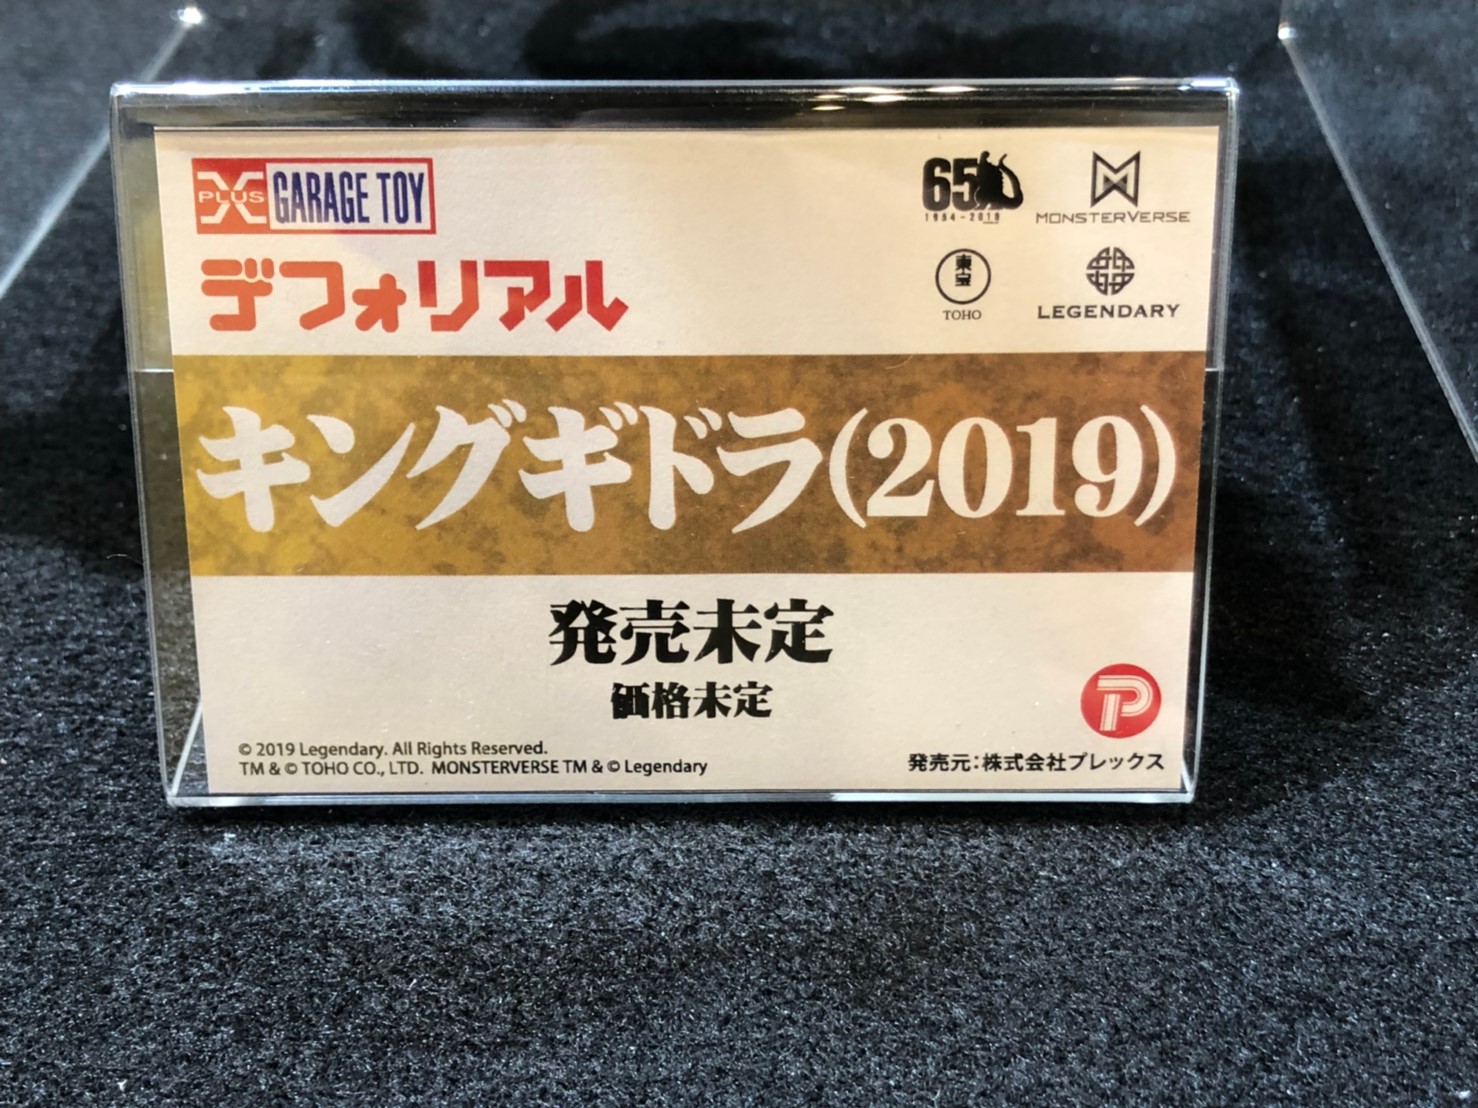 X PLUS GARAGE TOY
デフォリアル
65
1954-2019
MONSTERVERSE
東宝
TOHO
LEGENDARY
キングギドラ(2019)
発売未定
価格未定
P
© 2019 Legendary. All Rights Reserved.
TM & © TOHO CO., LTD. MONSTERVERSE TM & © Legendary
発売元:株式会社プレックス